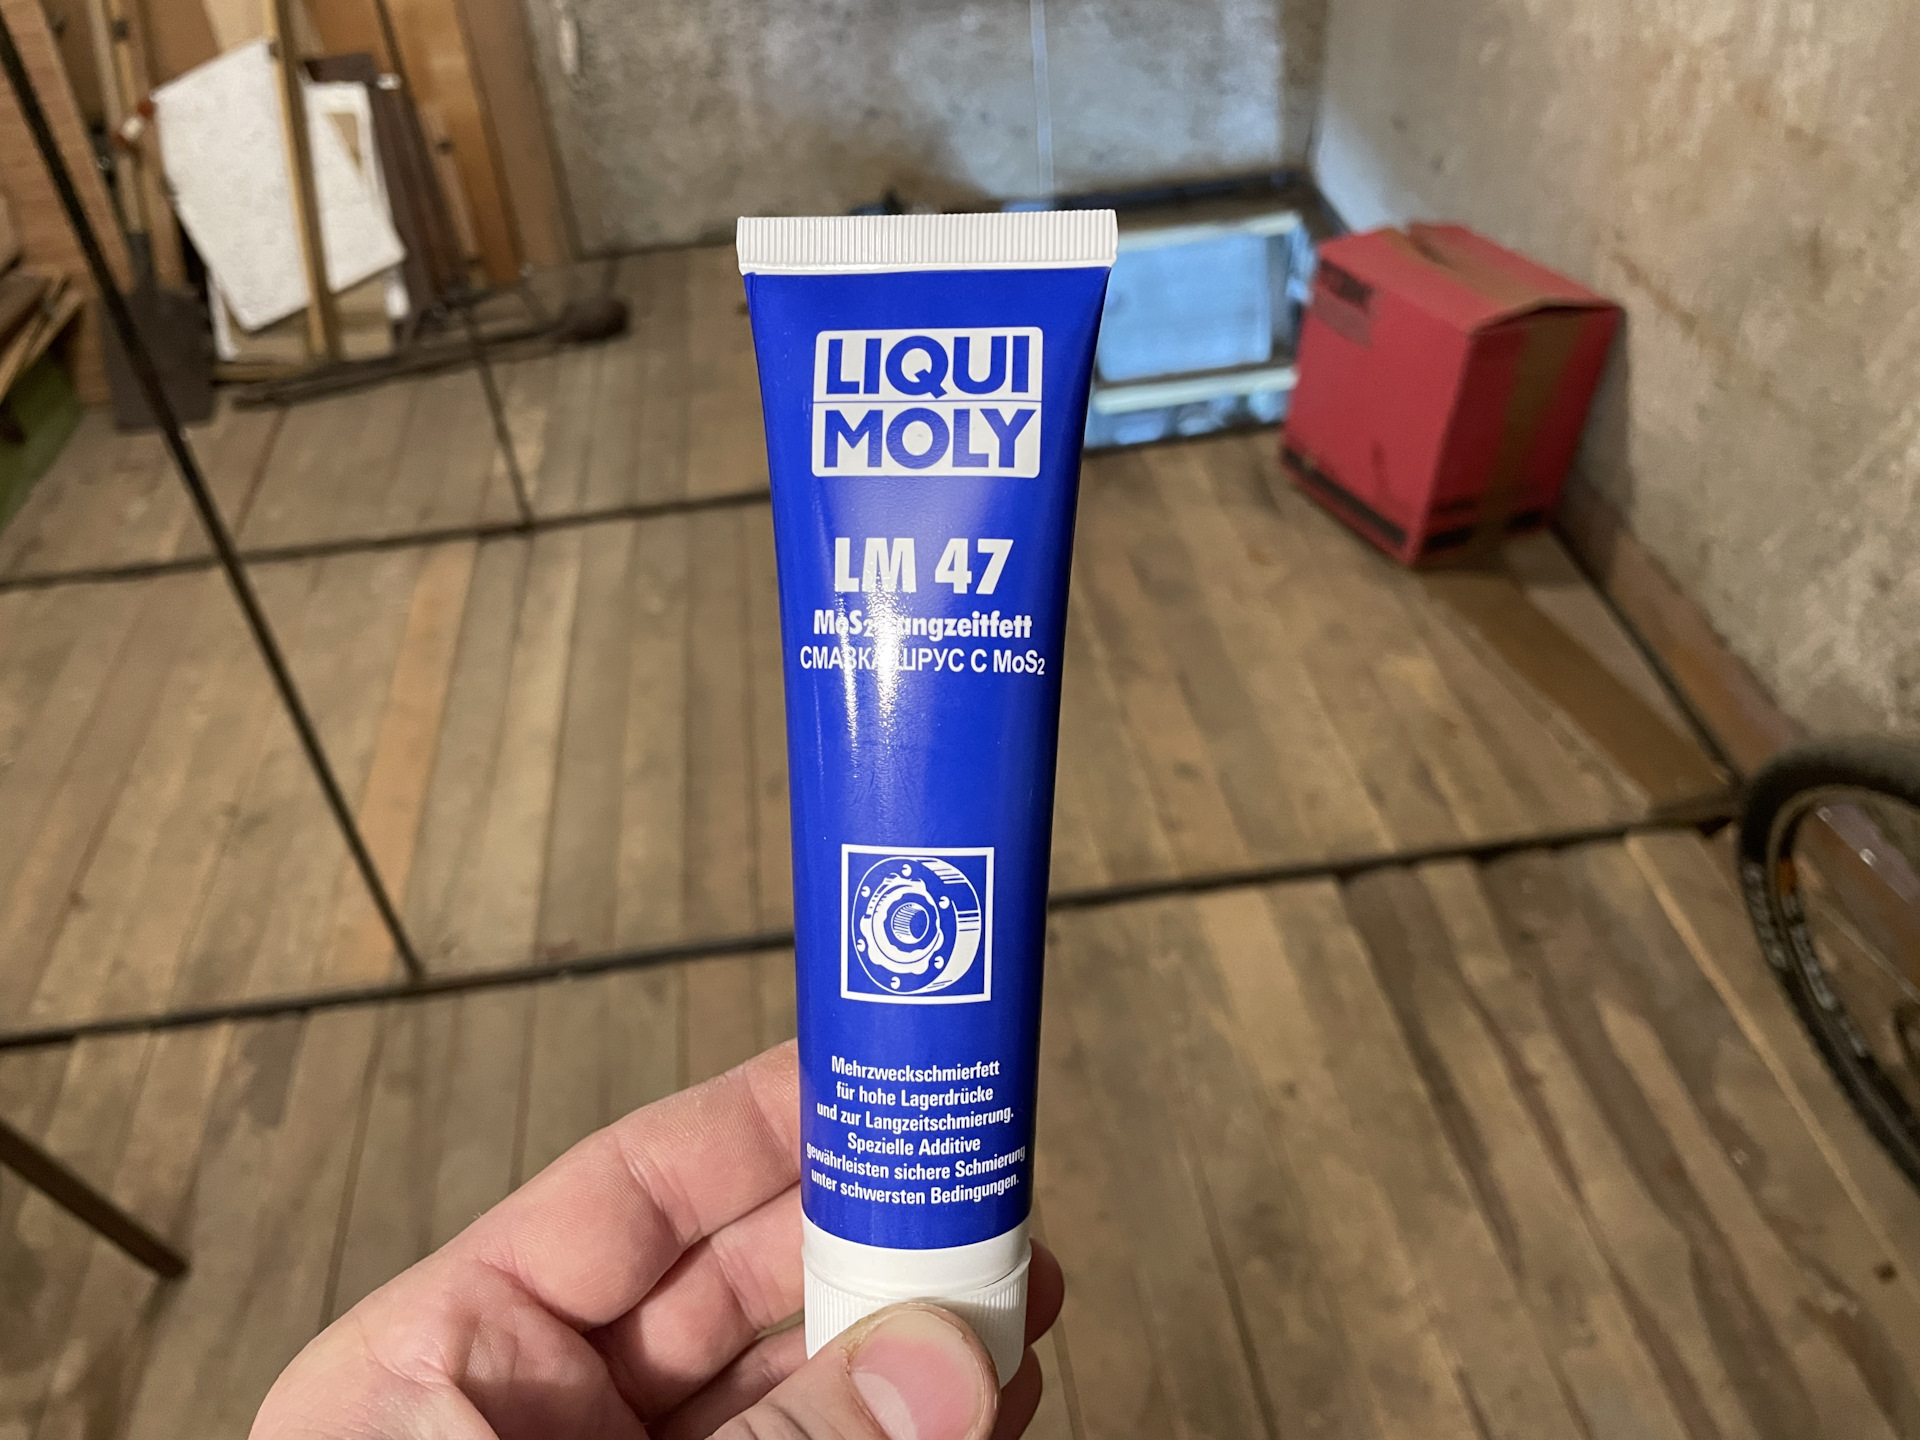 LIQUI
MOLY
LM 47
MoS₂ Langzeitfett
СМАЗКА ШРУС С MoS₂
Mehrzweckschmierfett
für hohe Lagerdrücke
und zur Langzeitschmierung.
Spezielle Additive
gewährleisten sichere Schmierung
unter schwersten Bedingungen.